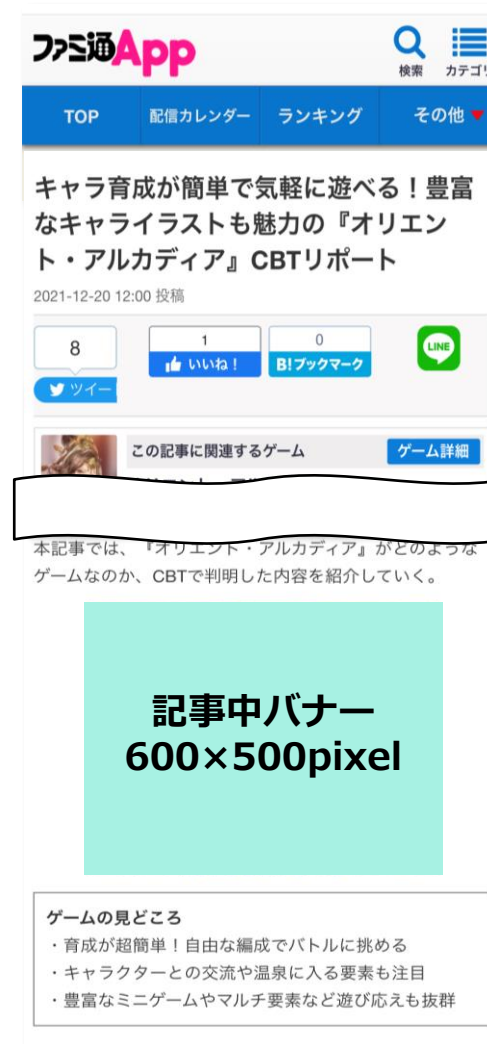 ファミ通App
検索
カテゴリ
TOP
配信カレンダー
ランキング
その他▼
キャラ育成が簡単で気軽に遊べる！豊富
なキャライラストも魅力の『オリエン
ト・アルカディア』CBTリポート
2021-12-20 12:00 投稿
8
ツイー
1
いいね！
0
B!ブックマーク
LINE
この記事に関連するゲーム
ゲーム詳細
本記事では、『オリエント・アルカディア』がどのような
ゲームなのか、CBTで判明した内容を紹介していく。
記事中バナー
600×500pixel
ゲームの見どころ
・育成が超簡単！自由な編成でバトルに挑める
・キャラクターとの交流や温泉に入る要素も注目
・豊富なミニゲームやマルチ要素など遊び応えも抜群